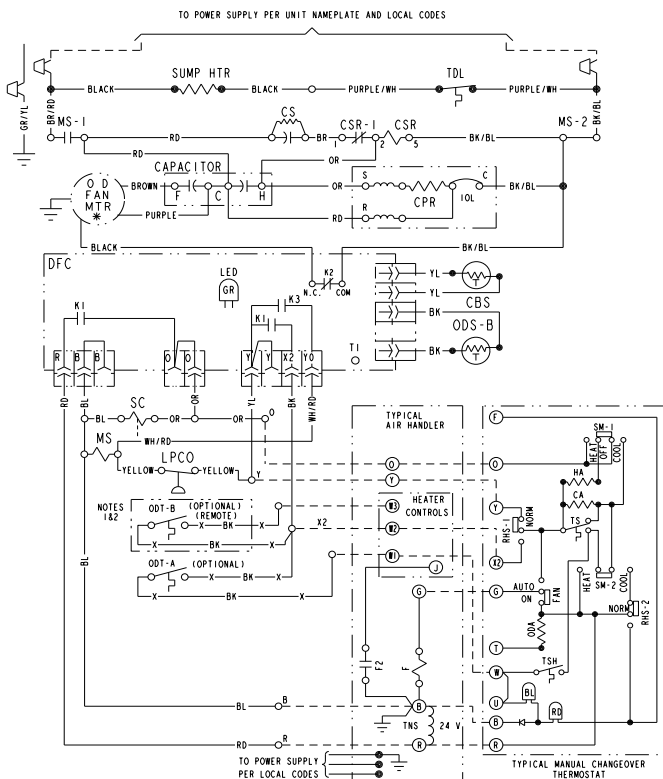 TO POWER SUPPLY PER UNIT NAMEPLATE AND LOCAL CODES
SUMP HTR
TDL
BLACK
BLACK
PURPLE/WH
PURPLE/WH
GR/YL
BR/RD
BK/BL
MS-1
CS
CSR-1
CSR
MS-2
RD
BR
1
2
5
BK/BL
RD
OR
CAPACITOR
O D
FAN
MTR
*
BROWN
F
C
H
OR
S
C
BK/BL
CPR
IOL
PURPLE
RD
R
BLACK
BK/BL
DFC
LED
GR
K2
N.C.
COM
YL
YL
CBS
BK
ODS-B
BK
K1
K3
K1
T1
R
B
B
O
O
Y
Y
X2
YO
RD
BL
OR
YL
BK
WH/RD
SC
BL
OR
OR
O
MS
WH/RD
LPCO
YELLOW
YELLOW
Y
NOTES
1&2
ODT-B
(OPTIONAL)
(REMOTE)
X
BK
X
X
BK
X
X2
ODT-A
(OPTIONAL)
X
BK
X
X
BK
X
BL
BL
B
RD
R
TYPICAL
AIR HANDLER
O
Y
W3
HEATER
CONTROLS
W2
W1
J
G
F2
F
B
TNS
24 V
R
TO POWER SUPPLY
PER LOCAL CODES
F
O
Y
RHS-1
NORM
X2
G
AUTO
ON
FAN
ODA
T
W
TSH
U
BL
B
RD
R
SM-1
HEAT
OFF
COOL
HA
CA
TS
SM-2
HEAT
COOL
NORM
RHS-2
TYPICAL MANUAL CHANGEOVER
THERMOSTAT